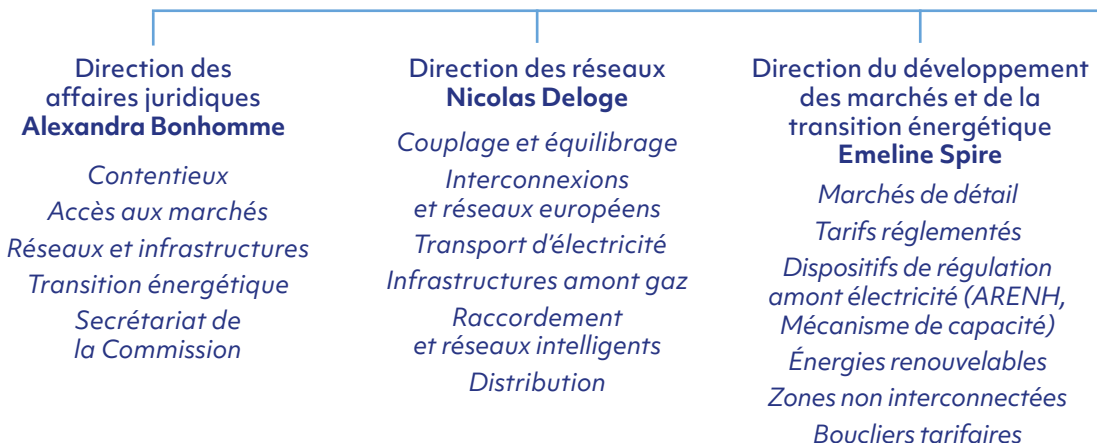 Direction des
affaires juridiques
Alexandra Bonhomme
Contentieux
Accès aux marchés
Réseaux et infrastructures
Transition énergétique
Secrétariat de
la Commission
Direction des réseaux
Nicolas Deloge
Couplage et équilibrage
Interconnexions
et réseaux européens
Transport d’électricité
Infrastructures amont gaz
Raccordement
et réseaux intelligents
Distribution
Direction du développement
des marchés et de la
transition énergétique
Emeline Spire
Marchés de détail
Tarifs réglementés
Dispositifs de régulation
amont électricité (ARENH,
Mécanisme de capacité)
Énergies renouvelables
Zones non interconnectées
Boucliers tarifaires